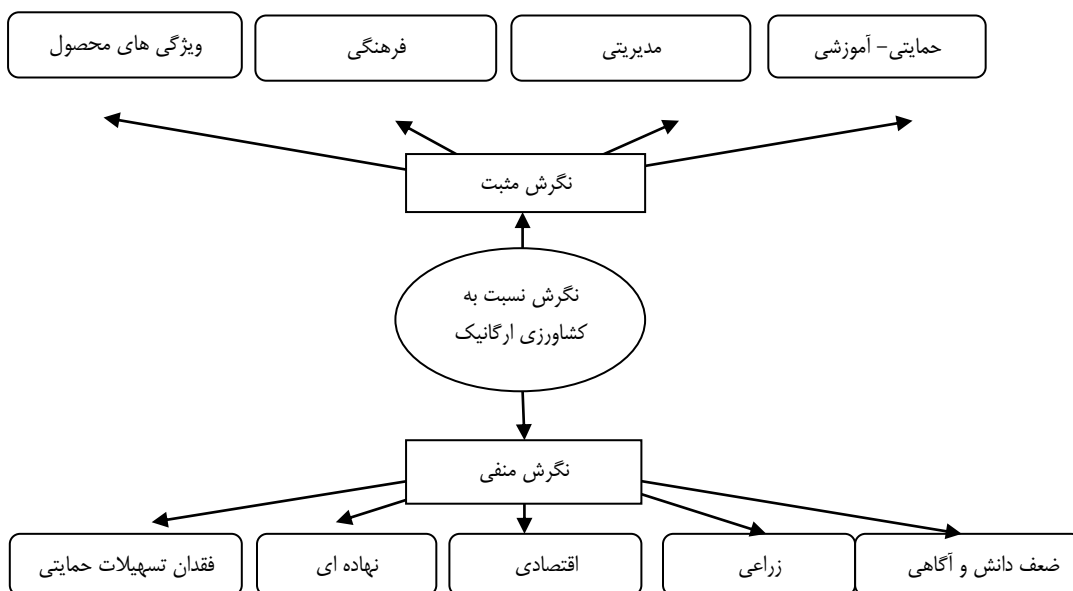 حمایتی- آموزشی
مدیریتی
فرهنگی
ویژگی های محصول
نگرش مثبت
نگرش نسبت به
کشاورزی ارگانیک
نگرش منفی
ضعف دانش و آگاهی
زراعی
اقتصادی
نهاده ای
فقدان تسهیلات حمایتی